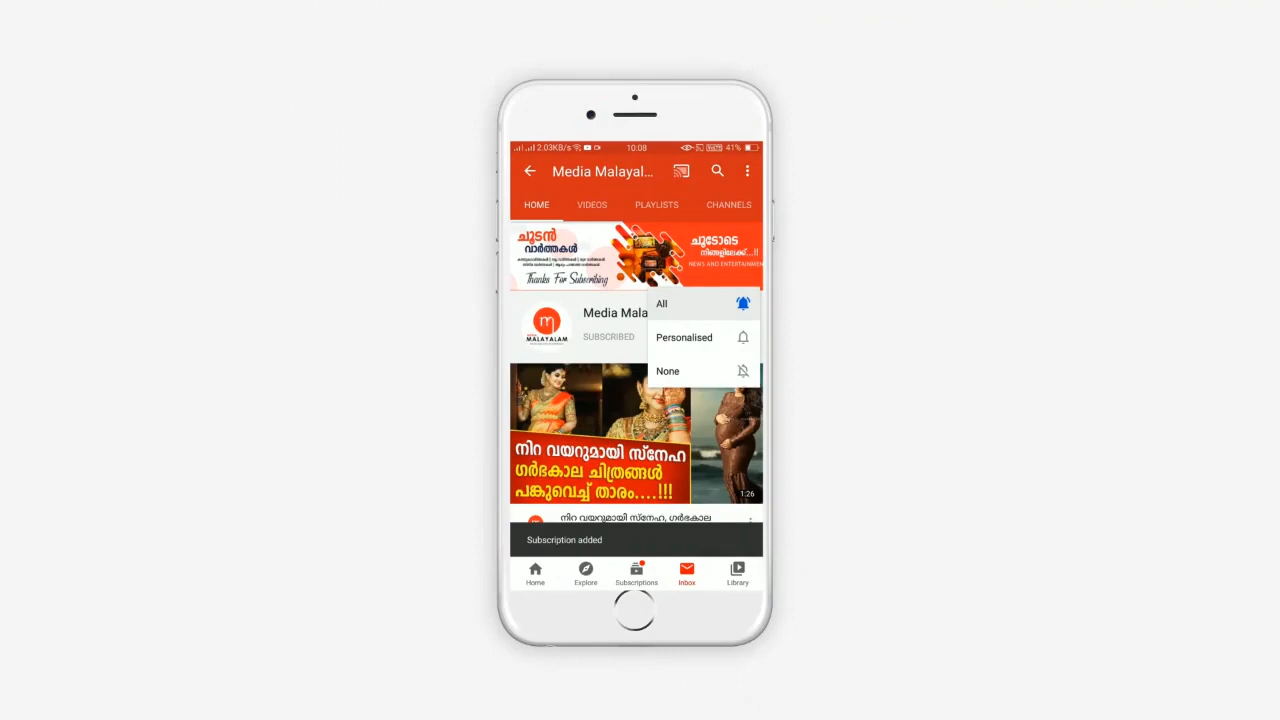 2.03KB/s
10:08
41%
Media Malayal...
HOME VIDEOS PLAYLISTS CHANNELS
ചൂടൻ
വാർത്തകൾ
Thanks For Subscribing
ചൂടോടെ
നിങ്ങളിലേക്ക്...!!
NEWS AND ENTERTAINMEN
Media Mala
SUBSCRIBED
All
Personalised
None
m
MALAYALAM
നിറ വയറുമായി സ്നേഹ
ഗർഭകാല ചിത്രങ്ങൾ
പങ്കുവെച്ച് താരം....!!!
1:26
നിറ വയറുമായി സ്നേഹ, ഗർഭകാല
Subscription added
Home Explore Subscriptions Inbox Library